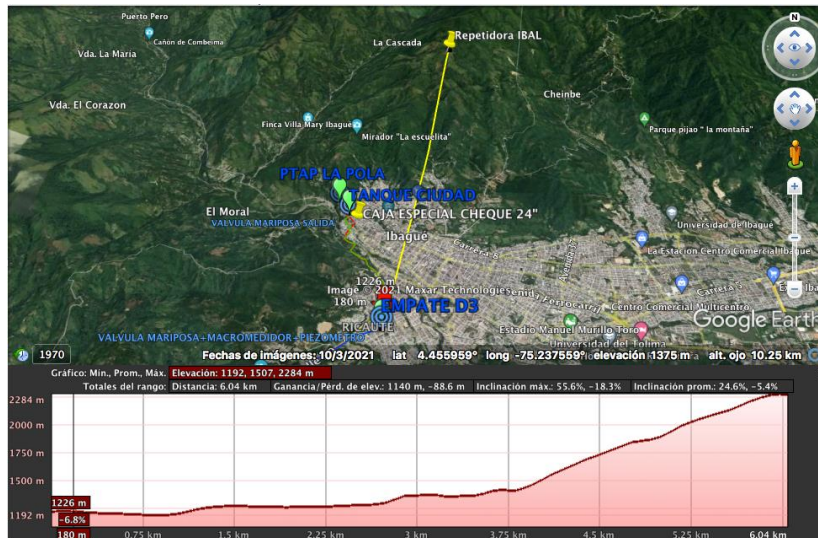 Puerto Pero
Cañón de Combeima
La Cascada
Repetidora IBAL
N
Vda. La María
Cheinbe
Vda. El Corazon
Finca Villa Mary Ibagué
Mirador "La escuelita"
Parque pijao " la montaña"
PTAP LA POLA
TANQUE CIUDAD
El Moral
CAJA ESPECIAL CHEQUE 24"
VALVULA MARIPOSA SALIDA
Universidad de Ibagué
Ibagué
Carrera 5
La Estación Centro Comercial Ibagué
Carrera 5
1226 m
Image © 2021 Maxar Technologies
180 m
EMPATE D3
Centro Comercial Multicentro
Google Earth
RICAUTE
Estadio Manuel Murillo Toro
VALVULA MARIPOSA-MACROMEDIDOR-PIEZOMETRO
Universidad del Tolima
1970
Fechas de imágenes: 10/3/2021 lat 4.455959° long -75.237559° elevación 1375 m alt. ojo 10.25 km
Gráfico: Mín., Prom., Máx. Elevación: 1192, 1507, 2284 m
Totales del rango: Distancia: 6.04 km Ganancia/Pérd. de elev.: 1140 m, -88.6 m Inclinación máx.: 55.6%, -18.3% Inclinación prom.: 24.6%, -5.4%
2284 m
2000 m
1750 m
1500 m
1226 m
1192 m
-6.8%
180 m 0.75 km 1.5 km 2.25 km 3 km 3.75 km 4.5 km 5.25 km 6.04 km